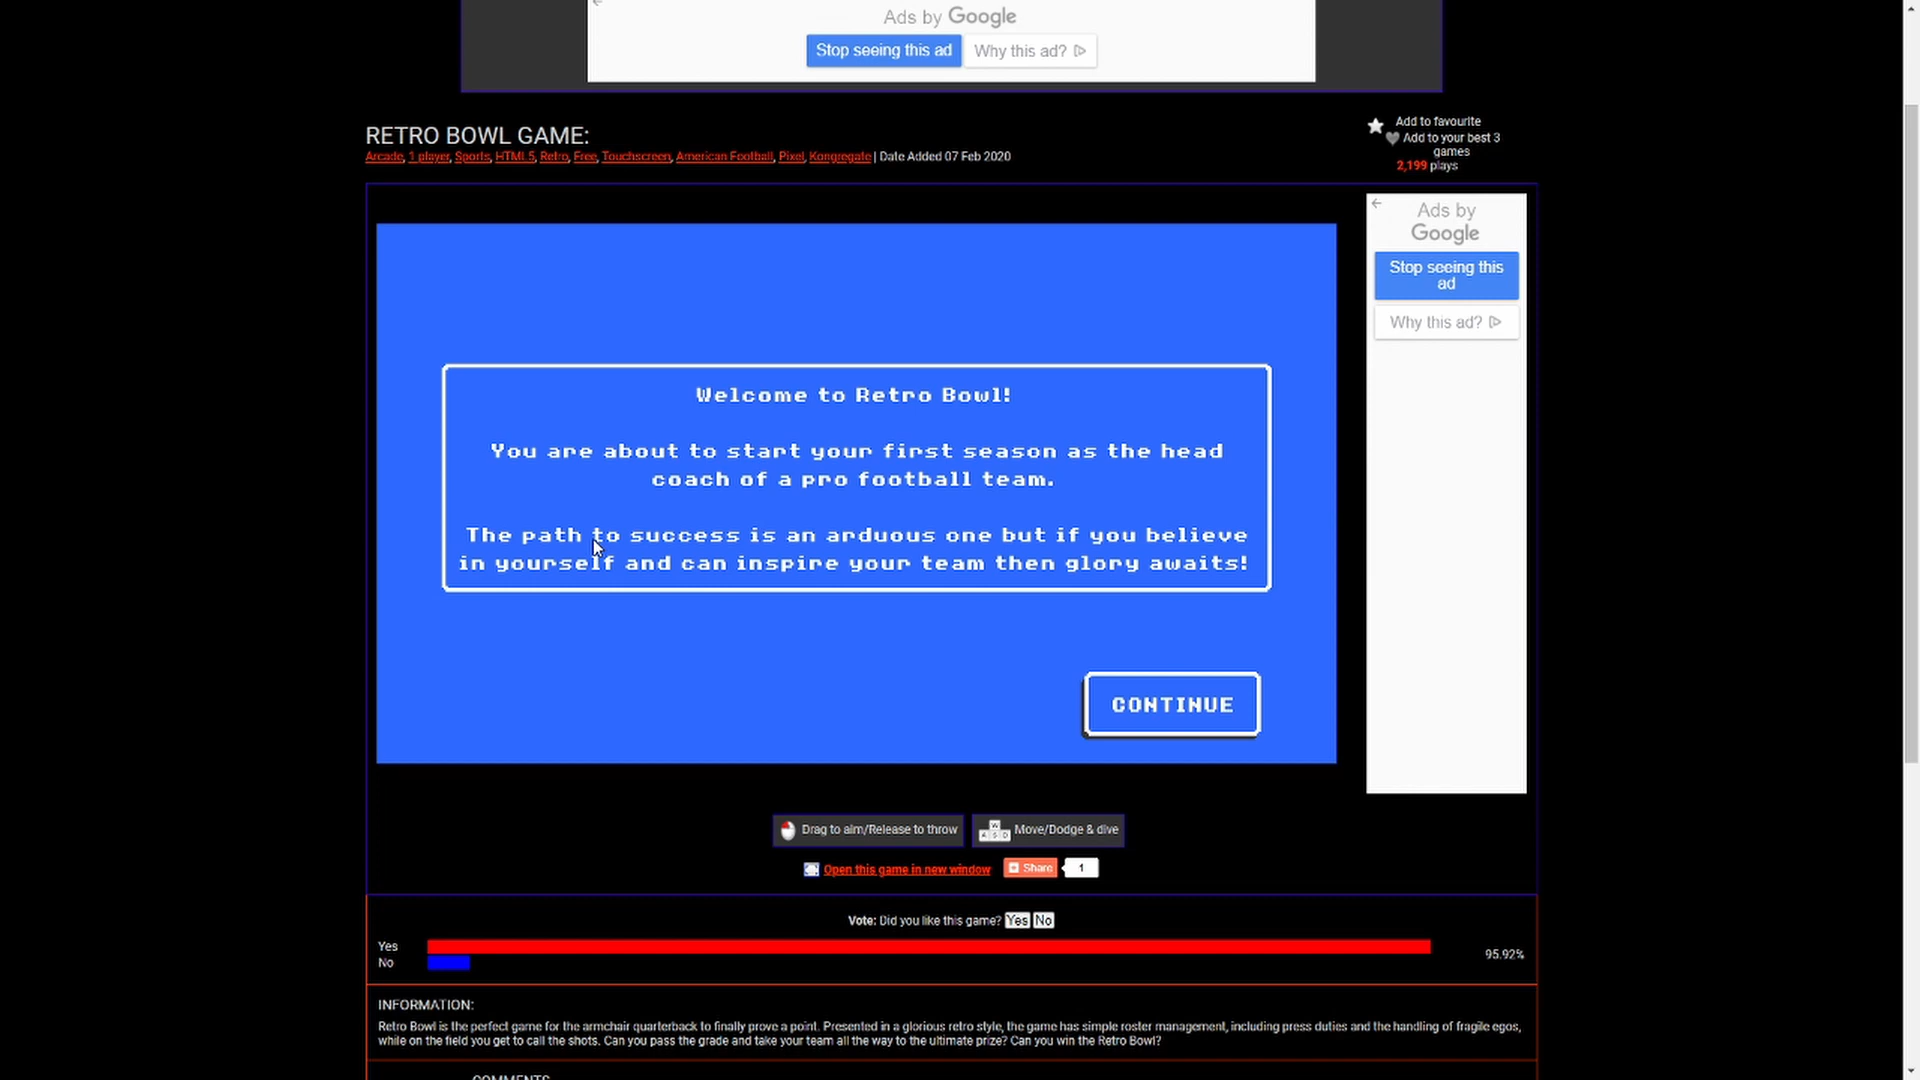 Ads by Google
Stop seeing this ad Why this ad?
RETRO BOWL GAME:
Arcade, 1 player, Sports, HTML5, Retro, Free, Touchscreen, American Football, Pixel, Kongregate | Date Added 07 Feb 2020
Add to favourite
Add to your best 3
games
2,199 plays
Ads by
Google
Stop seeing this
ad
Why this ad?
Welcome to Retro Bowl!
You are about to start your first season as the head
coach of a pro football team.
The path to success is an arduous one but if you believe
in yourself and can inspire your team then glory awaits!
CONTINUE
Drag to aim/Release to throw
W
A S D
Move/Dodge & dive
Open this game in new window Share 1
Vote: Did you like this game? Yes No
Yes
No
95.92%
INFORMATION:
Retro Bowl is the perfect game for the armchair quarterback to finally prove a point. Presented in a glorious retro style, the game has simple roster management, including press duties and the handling of fragile egos,
while on the field you get to call the shots. Can you pass the grade and take your team all the way to the ultimate prize? Can you win the Retro Bowl?
COMMENTS